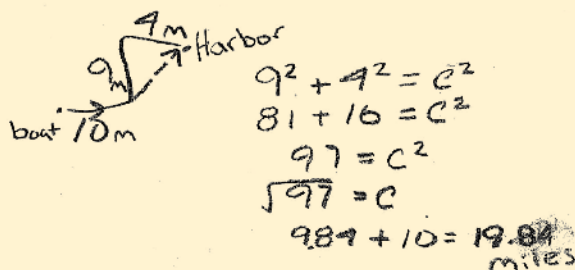 4m
Harbor
9m
boat 10m
9² + 4² = C²
81 + 16 = C²
97 = C²
√97 = C
9.84 + 10 = 19.84
miles